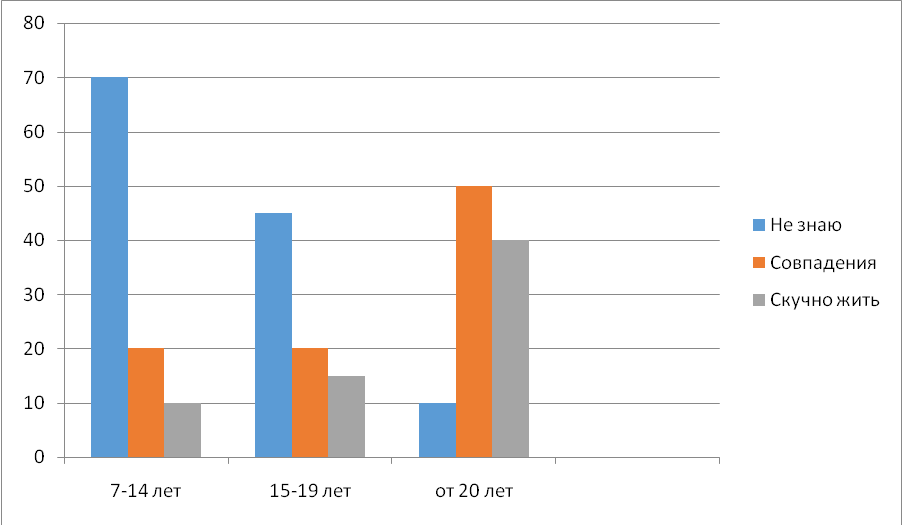 80
70
60
50
40
30
20
10
0
7-14 лет
15-19 лет
от 20 лет
Не знаю
Совпадения
Скучно жить